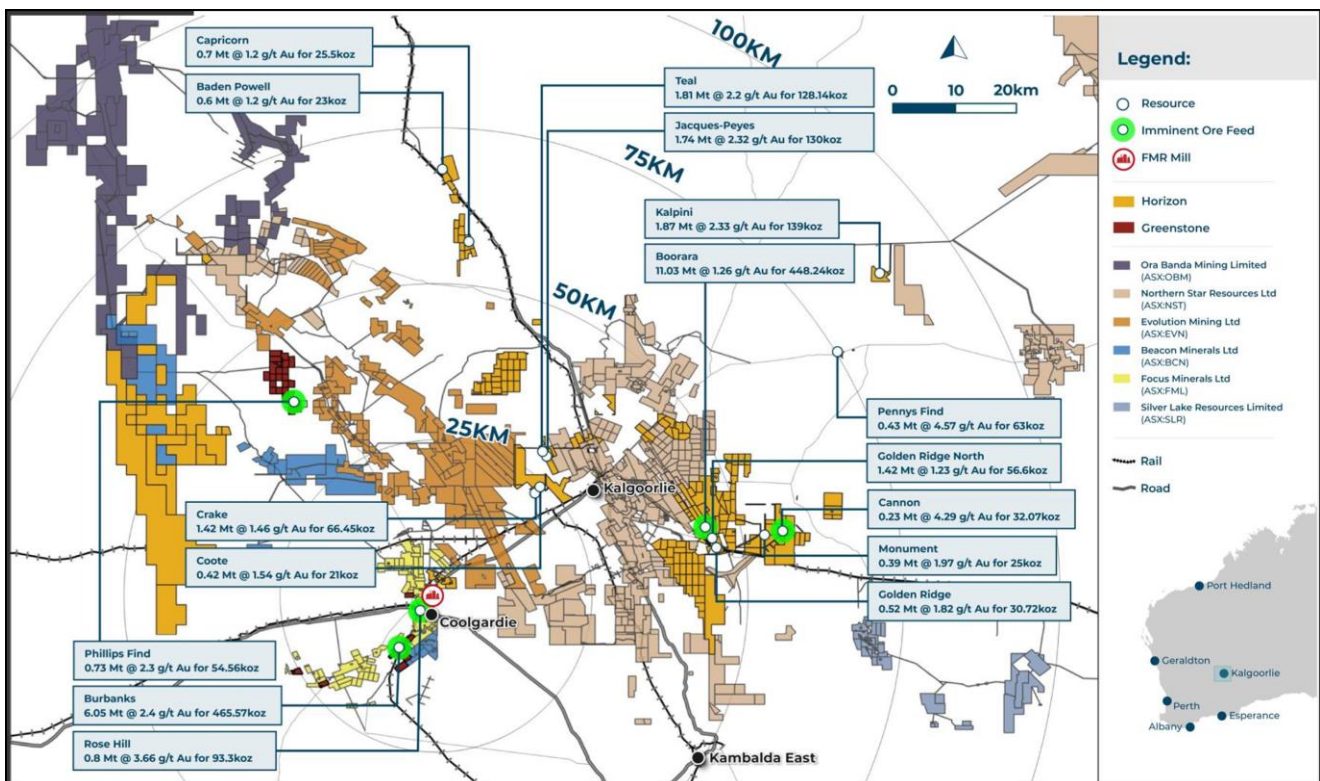 100KM
75KM
50KM
25KM
Capricorn
0.7 Mt @ 1.2 g/t Au for 25.5koz
Baden Powell
0.6 Mt @ 1.2 g/t Au for 23koz
Teal
1.81 Mt @ 2.2 g/t Au for 128.14koz
Jacques-Peyes
1.74 Mt @ 2.32 g/t Au for 130koz
Kalpini
1.87 Mt @ 2.33 g/t Au for 139koz
Boorara
11.03 Mt @ 1.26 g/t Au for 448.24koz
Pennys Find
0.43 Mt @ 4.57 g/t Au for 63koz
Golden Ridge North
1.42 Mt @ 1.23 g/t Au for 56.6koz
Cannon
0.23 Mt @ 4.29 g/t Au for 32.07koz
Monument
0.39 Mt @ 1.97 g/t Au for 25koz
Golden Ridge
0.52 Mt @ 1.82 g/t Au for 30.72koz
Crake
1.42 Mt @ 1.46 g/t Au for 66.45koz
Coote
0.42 Mt @ 1.54 g/t Au for 21koz
Phillips Find
0.73 Mt @ 2.3 g/t Au for 54.56koz
Burbanks
6.05 Mt @ 2.4 g/t Au for 465.57koz
Rose Hill
0.8 Mt @ 3.66 g/t Au for 93.3koz
Kalgoorlie
Coolgardie
Kambalda East
0 10 20km
Legend:
Resource
Imminent Ore Feed
FMR Mill
Horizon
Greenstone
Ora Banda Mining Limited
(ASX:OBM)
Northern Star Resources Ltd
(ASX:NST)
Evolution Mining Ltd
(ASX:EVN)
Beacon Minerals Ltd
(ASX:BCN)
Focus Minerals Ltd
(ASX:FML)
Silver Lake Resources Limited
(ASX:SLR)
Rail
Road
Port Hedland
Geraldton
Kalgoorlie
Perth
Esperance
Albany